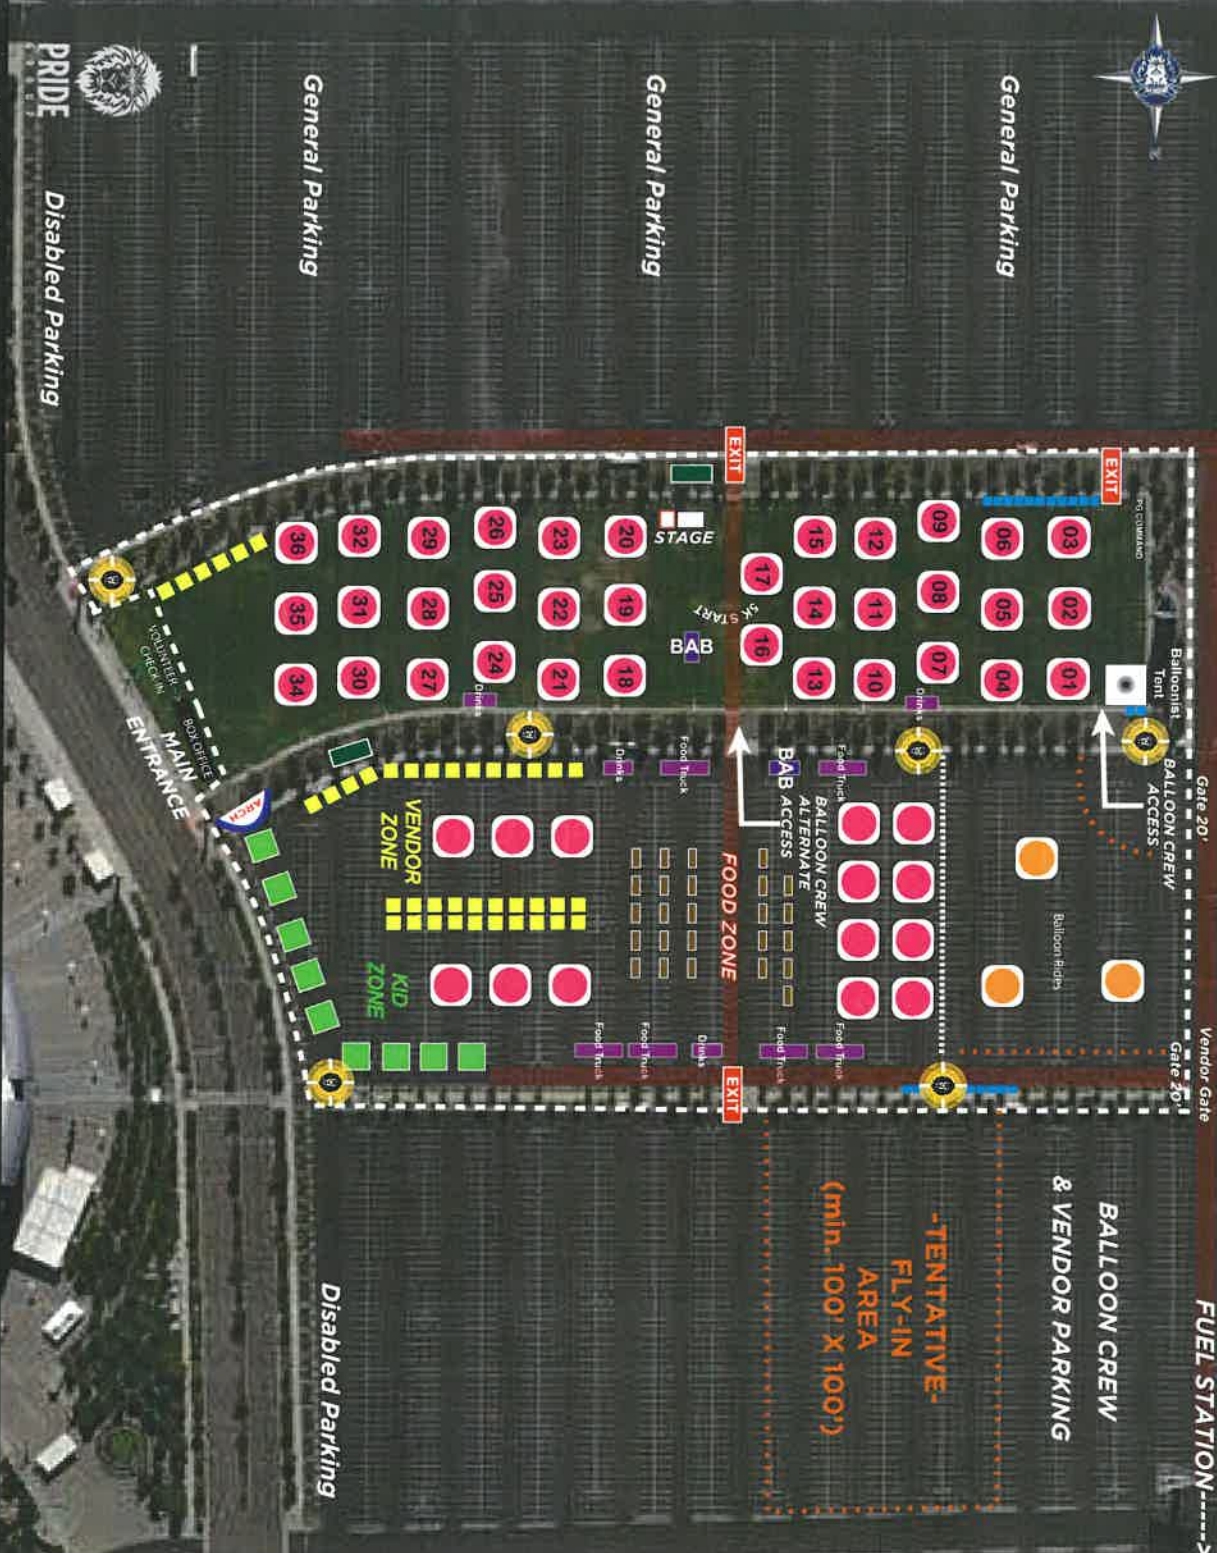 General Parking
General Parking
General Parking
PRIDE
Disabled Parking
EXIT
EXIT
PG COMMAND
STAGE
5K START
BAB
36
32
29
26
23
20
15
12
09
06
03
17
35
31
28
25
22
19
14
11
08
05
02
16
34
30
27
24
21
18
13
10
07
04
01
Balloonist
Tent
Drinks
Drinks
VOLUNTEER
CHECK IN
BOX OFFICE
MAIN
ENTRANCE
ARCH
Drinks
Food Truck
BAB
Food Truck
BALLOON CREW
ALTERNATE
ACCESS
BALLOON CREW
ACCESS
Gate 20'
VENDOR
ZONE
FOOD ZONE
Balloon Rides
KID
ZONE
Food Truck
Food Truck
Drinks
Food Truck
Food Truck
EXIT
Vendor Gate
Gate 20'
BALLOON CREW
& VENDOR PARKING
-TENTATIVE-
FLY-IN
AREA
(min. 100' X 100')
Disabled Parking
FUEL STATION----->